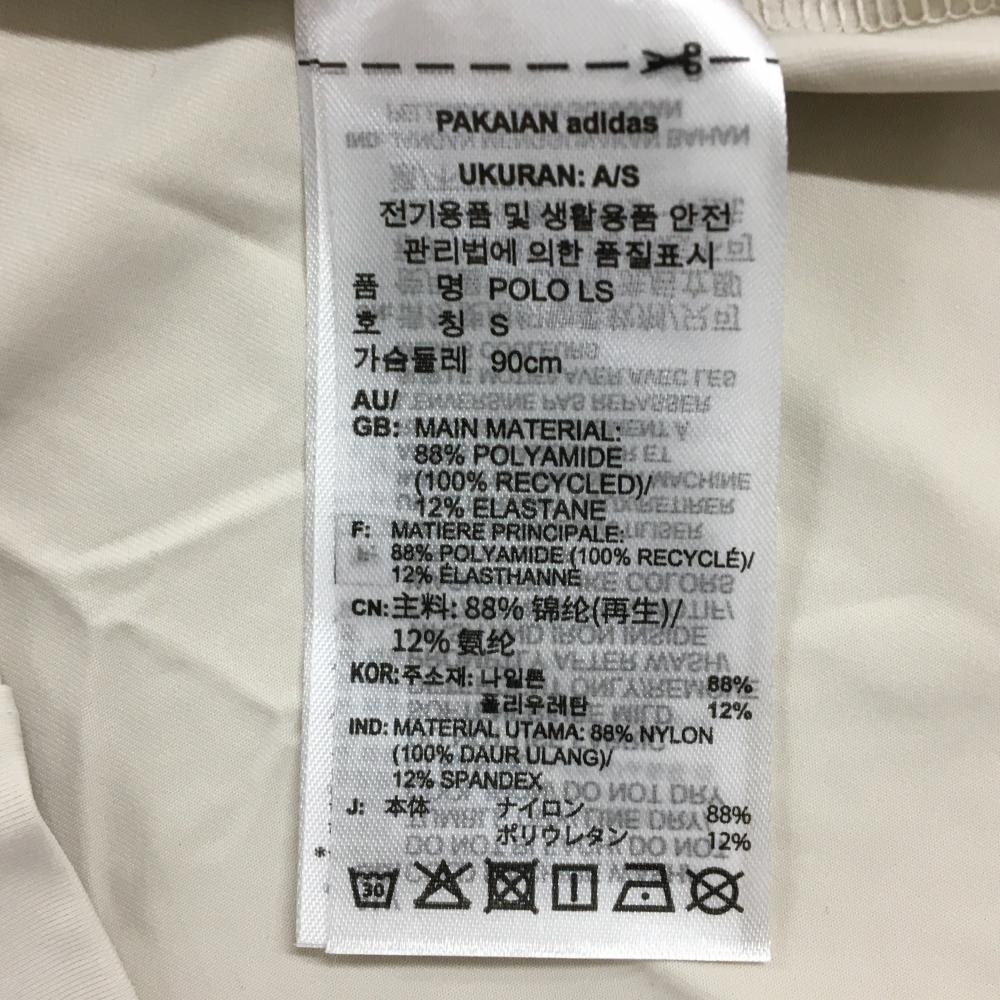 PAKAIAN adidas
UKURAN: A/S
전기용품 및 생활용품 안전
관리법에 의한 품질표시
품 명 POLO LS
호 칭 S
가슴둘레 90cm
AU/
GB: MAIN MATERIAL:
88% POLYAMIDE
(100% RECYCLED)/
12% ELASTANE
F: MATIÈRE PRINCIPALE:
88% POLYAMIDE (100% RECYCLÉ)/
12% ÉLASTHANNE
CN: 主料: 88% 锦纶(再生)/
12% 氨纶
KOR: 주소재: 나일론 88%
폴리우레탄 12%
IND: MATERIAL UTAMA: 88% NYLON
(100% DAUR ULANG)/
12% SPANDEX
J: 本体 ナイロン 88%
ポリウレタン 12%
*
30